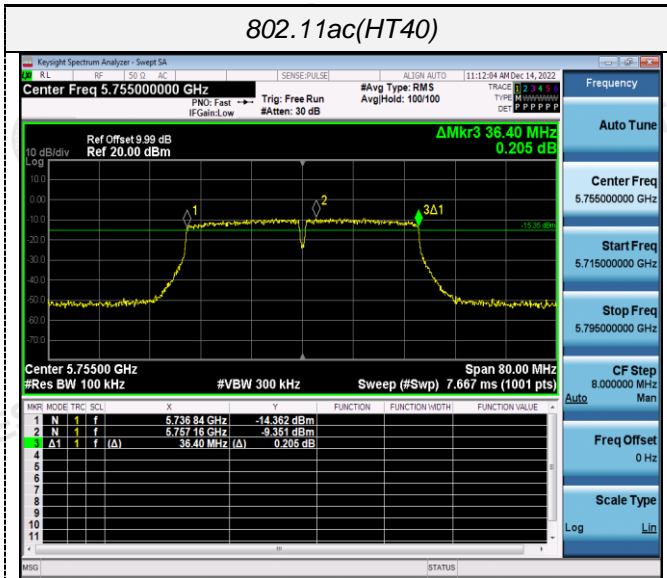 802.11ac(HT40)
Keysight Spectrum Analyzer - Swept SA
RL RF 50 Ω AC SENSE:PULSE ALIGN AUTO 11:12:04 AM Dec 14, 2022
Center Freq 5.755000000 GHz
PNO: Fast
IFGain:Low
Trig: Free Run
#Atten: 30 dB
#Avg Type: RMS
Avg|Hold: 100/100
TRACE 1 2 3 4 5 6
TYPE M WWWWW
DET P P P P P P
Ref Offset 9.99 dB
Ref 20.00 dBm
10 dB/div
Log
ΔMkr3 36.40 MHz
0.205 dB
10.0
0.00
-10.0
-20.0
-30.0
-40.0
-50.0
-60.0
-70.0
1
2
3Δ1
-15.35 dBm
Center 5.75500 GHz Span 80.00 MHz
#Res BW 100 kHz #VBW 300 kHz Sweep (#Swp) 7.667 ms (1001 pts)
MKR MODE TRC SCL X Y FUNCTION FUNCTION WIDTH FUNCTION VALUE
1 N 1 f 5.736 84 GHz -14.362 dBm
2 N 1 f 5.757 16 GHz -9.351 dBm
3 Δ1 1 f (Δ) 36.40 MHz (Δ) 0.205 dB
4
5
6
7
8
9
10
11
MSG STATUS
Frequency
Auto Tune
Center Freq
5.755000000 GHz
Start Freq
5.715000000 GHz
Stop Freq
5.795000000 GHz
CF Step
8.000000 MHz
Auto Man
Freq Offset
0 Hz
Scale Type
Log Lin